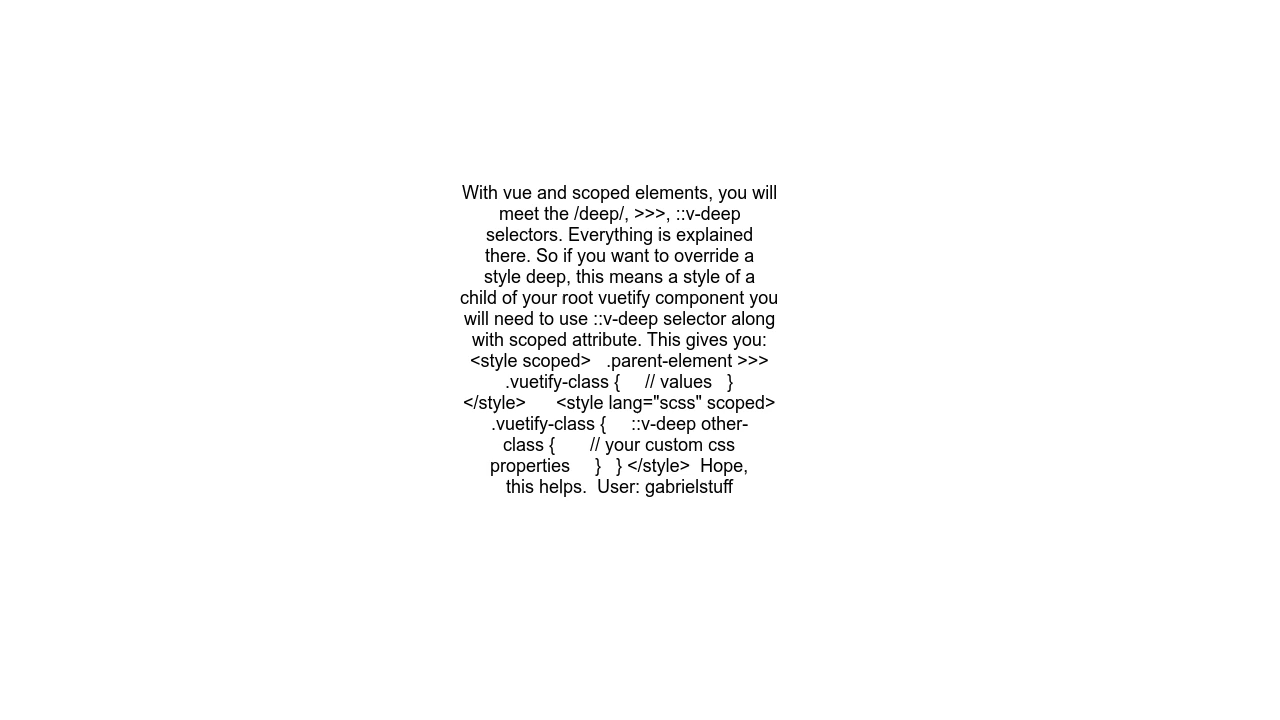 With vue and scoped elements, you will
meet the /deep/, >>>, ::v-deep
selectors. Everything is explained
there. So if you want to override a
style deep, this means a style of a
child of your root vuetify component you
will need to use ::v-deep selector along
with scoped attribute. This gives you:
<style scoped>   .parent-element >>>
.vuetify-class {     // values   }
</style>      <style lang="scss" scoped>
.vuetify-class {     ::v-deep other-
class {       // your custom css
properties     }   } </style>  Hope,
this helps.  User: gabrielstuff